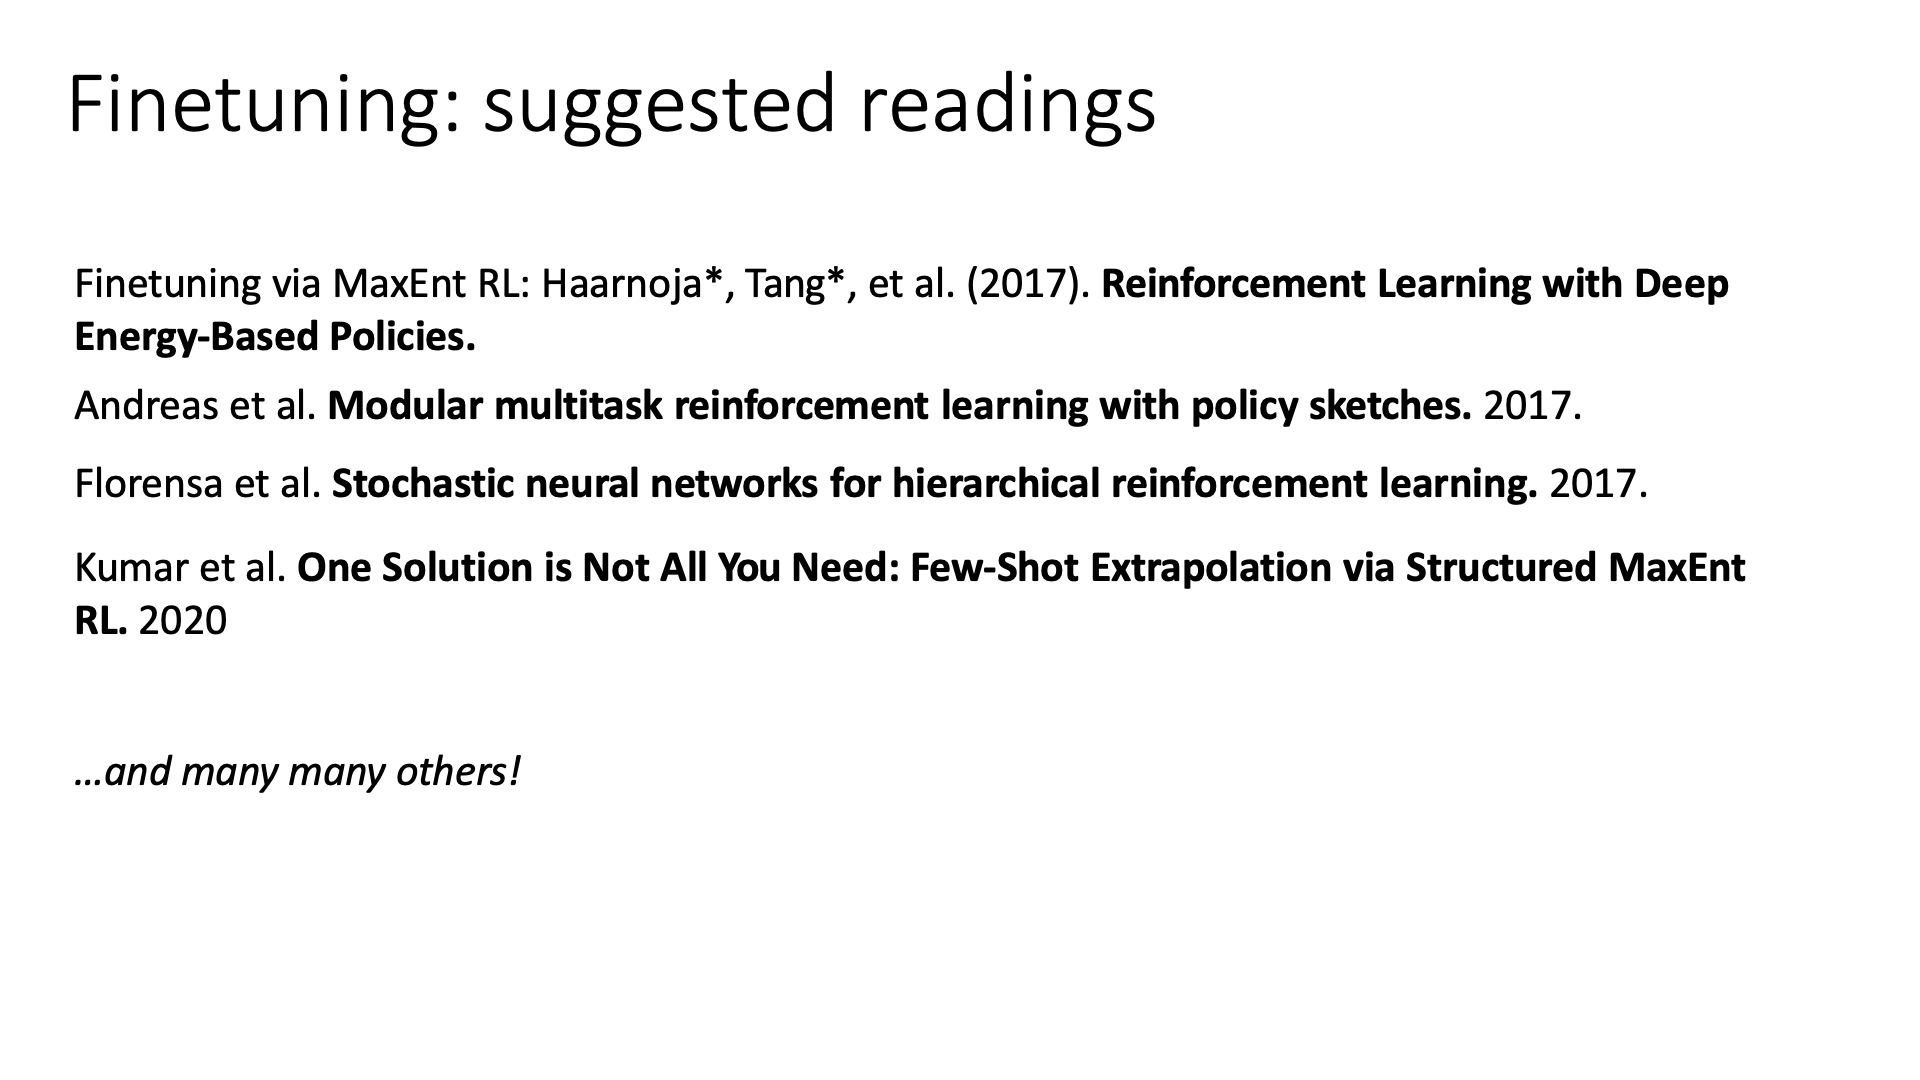 Finetuning: suggested readings
Finetuning via MaxEnt RL: Haarnoja*, Tang*, et al. (2017). Reinforcement Learning with Deep
Energy-Based Policies.
Andreas et al. Modular multitask reinforcement learning with policy sketches. 2017.
Florensa et al. Stochastic neural networks for hierarchical reinforcement learning. 2017.
Kumar et al. One Solution is Not All You Need: Few-Shot Extrapolation via Structured MaxEnt
RL. 2020
…and many many others!